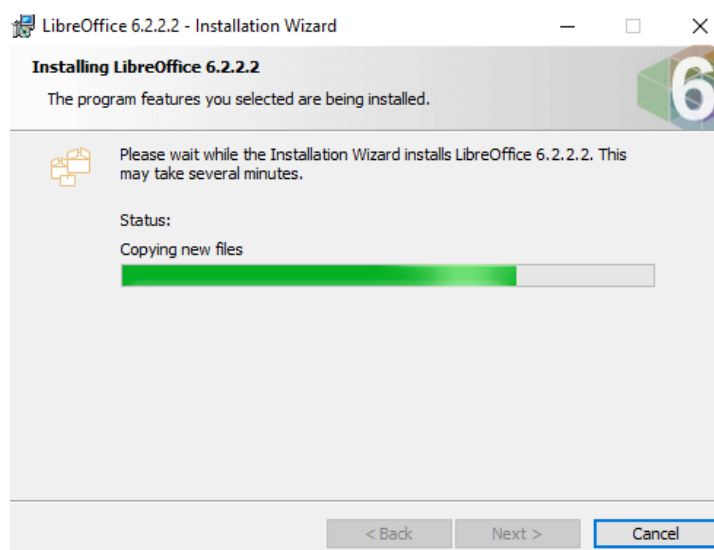 LibreOffice 6.2.2.2 - Installation Wizard
Installing LibreOffice 6.2.2.2
The program features you selected are being installed.
6
Please wait while the Installation Wizard installs LibreOffice 6.2.2.2. This
may take several minutes.
Status:
Copying new files
< Back Next > Cancel